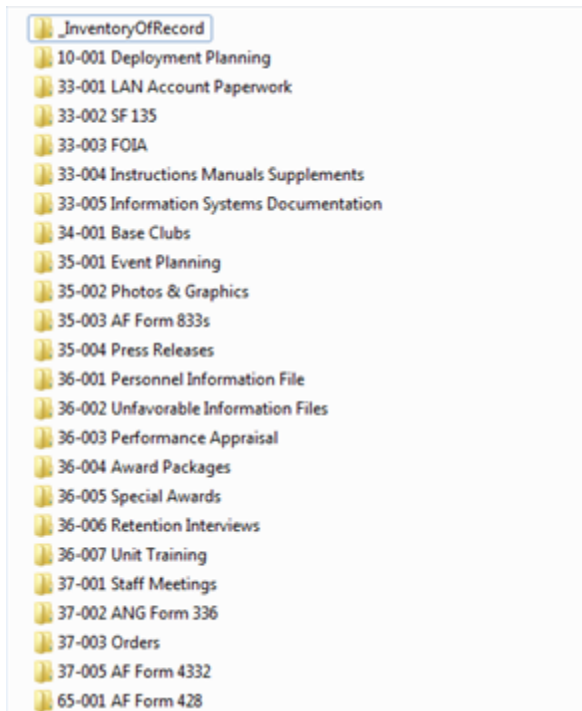 _InventoryOfRecord
10-001 Deployment Planning
33-001 LAN Account Paperwork
33-002 SF 135
33-003 FOIA
33-004 Instructions Manuals Supplements
33-005 Information Systems Documentation
34-001 Base Clubs
35-001 Event Planning
35-002 Photos & Graphics
35-003 AF Form 833s
35-004 Press Releases
36-001 Personnel Information File
36-002 Unfavorable Information Files
36-003 Performance Appraisal
36-004 Award Packages
36-005 Special Awards
36-006 Retention Interviews
36-007 Unit Training
37-001 Staff Meetings
37-002 ANG Form 336
37-003 Orders
37-005 AF Form 4332
65-001 AF Form 428